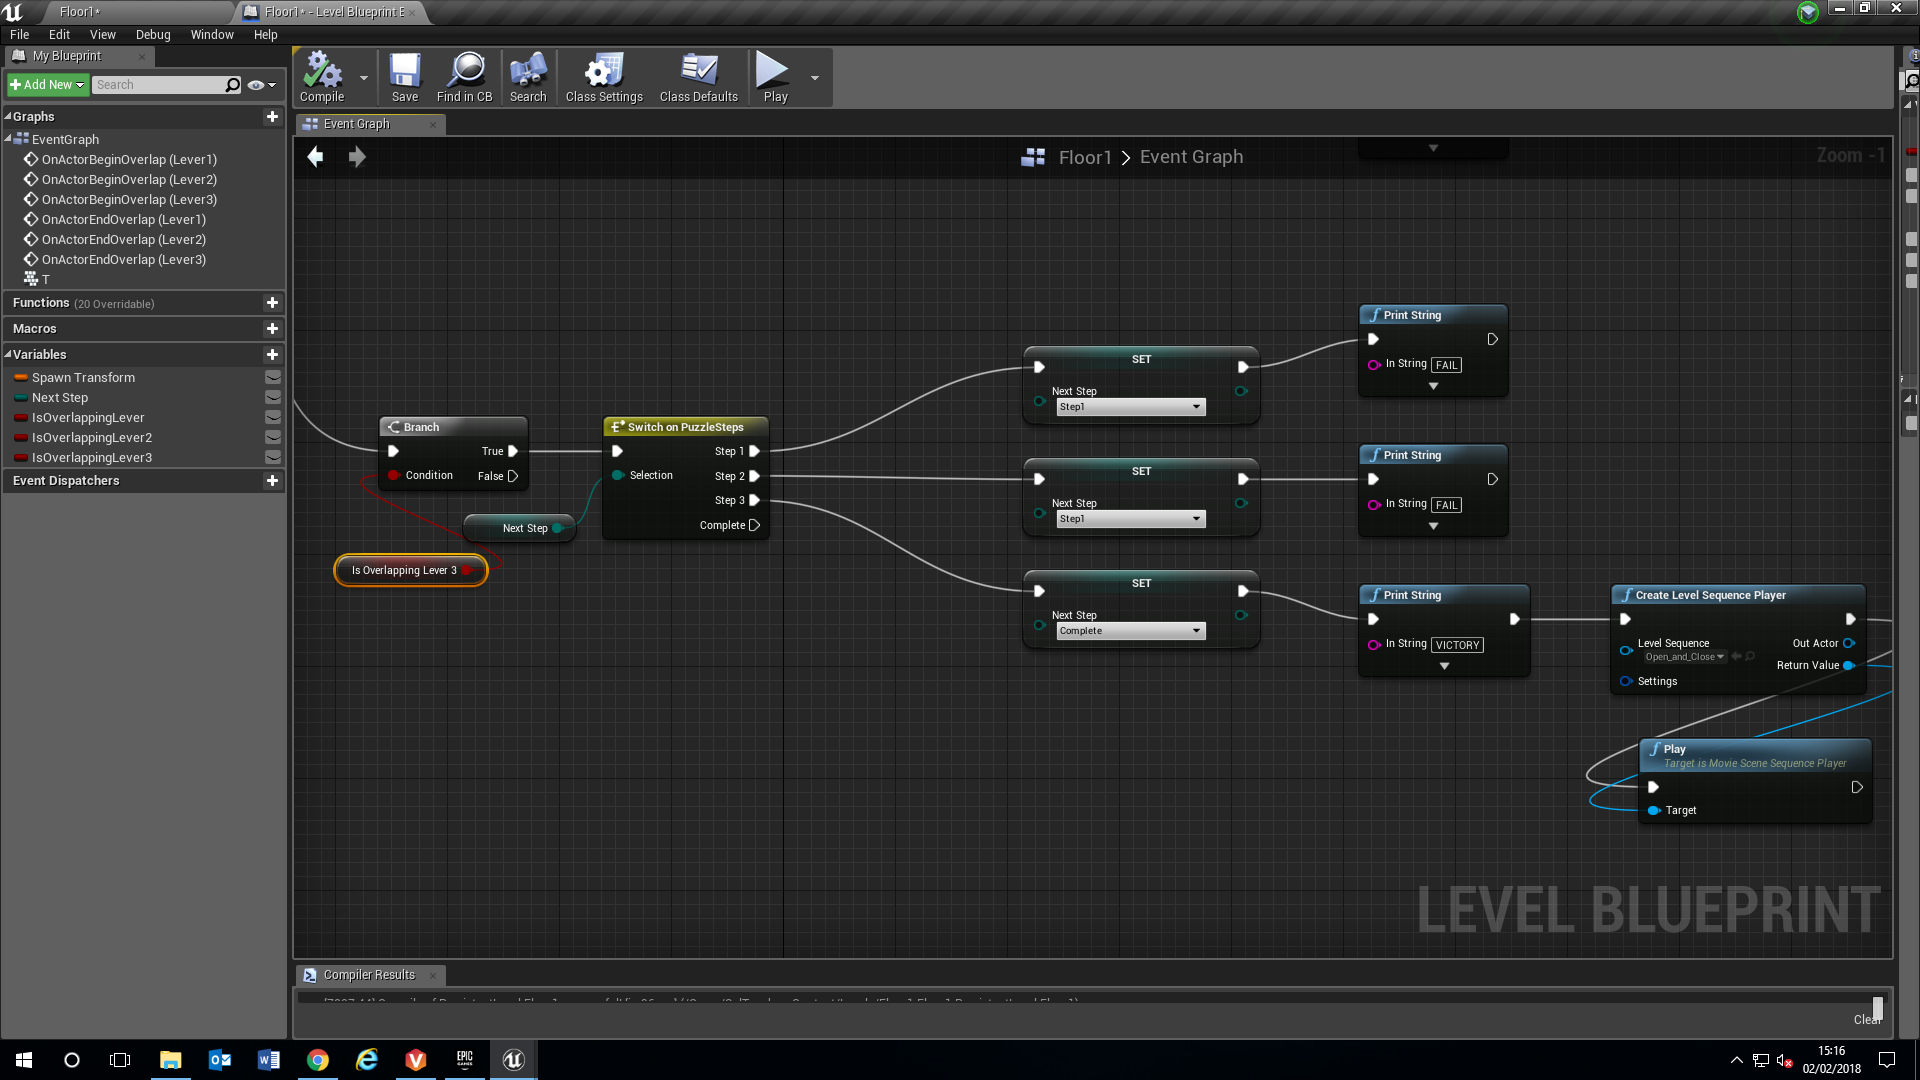 Floor1*
Floor1* - Level Blueprint E
File Edit View Debug Window Help
My Blueprint
Compile
Save
Find in CB
Search
Class Settings
Class Defaults
Play
Add New
Search
Graphs
EventGraph
OnActorBeginOverlap (Lever1)
OnActorBeginOverlap (Lever2)
OnActorBeginOverlap (Lever3)
OnActorEndOverlap (Lever1)
OnActorEndOverlap (Lever2)
OnActorEndOverlap (Lever3)
T
Functions (20 Overridable)
Macros
Variables
Spawn Transform
Next Step
IsOverlappingLever
IsOverlappingLever2
IsOverlappingLever3
Event Dispatchers
Event Graph
Floor1 > Event Graph
Zoom -1
Branch
True
Condition
False
Next Step
Is Overlapping Lever 3
Switch on PuzzleSteps
Step 1
Selection
Step 2
Step 3
Complete
SET
Next Step
Step1
SET
Next Step
Step1
SET
Next Step
Complete
Print String
In String FAIL
Print String
In String FAIL
Print String
In String VICTORY
Create Level Sequence Player
Level Sequence
Open_and_Close
Out Actor
Return Value
Settings
Play
Target is Movie Scene Sequence Player
Target
LEVEL BLUEPRINT
Compiler Results
Clear
EPIC
GAMES
15:16
02/02/2018